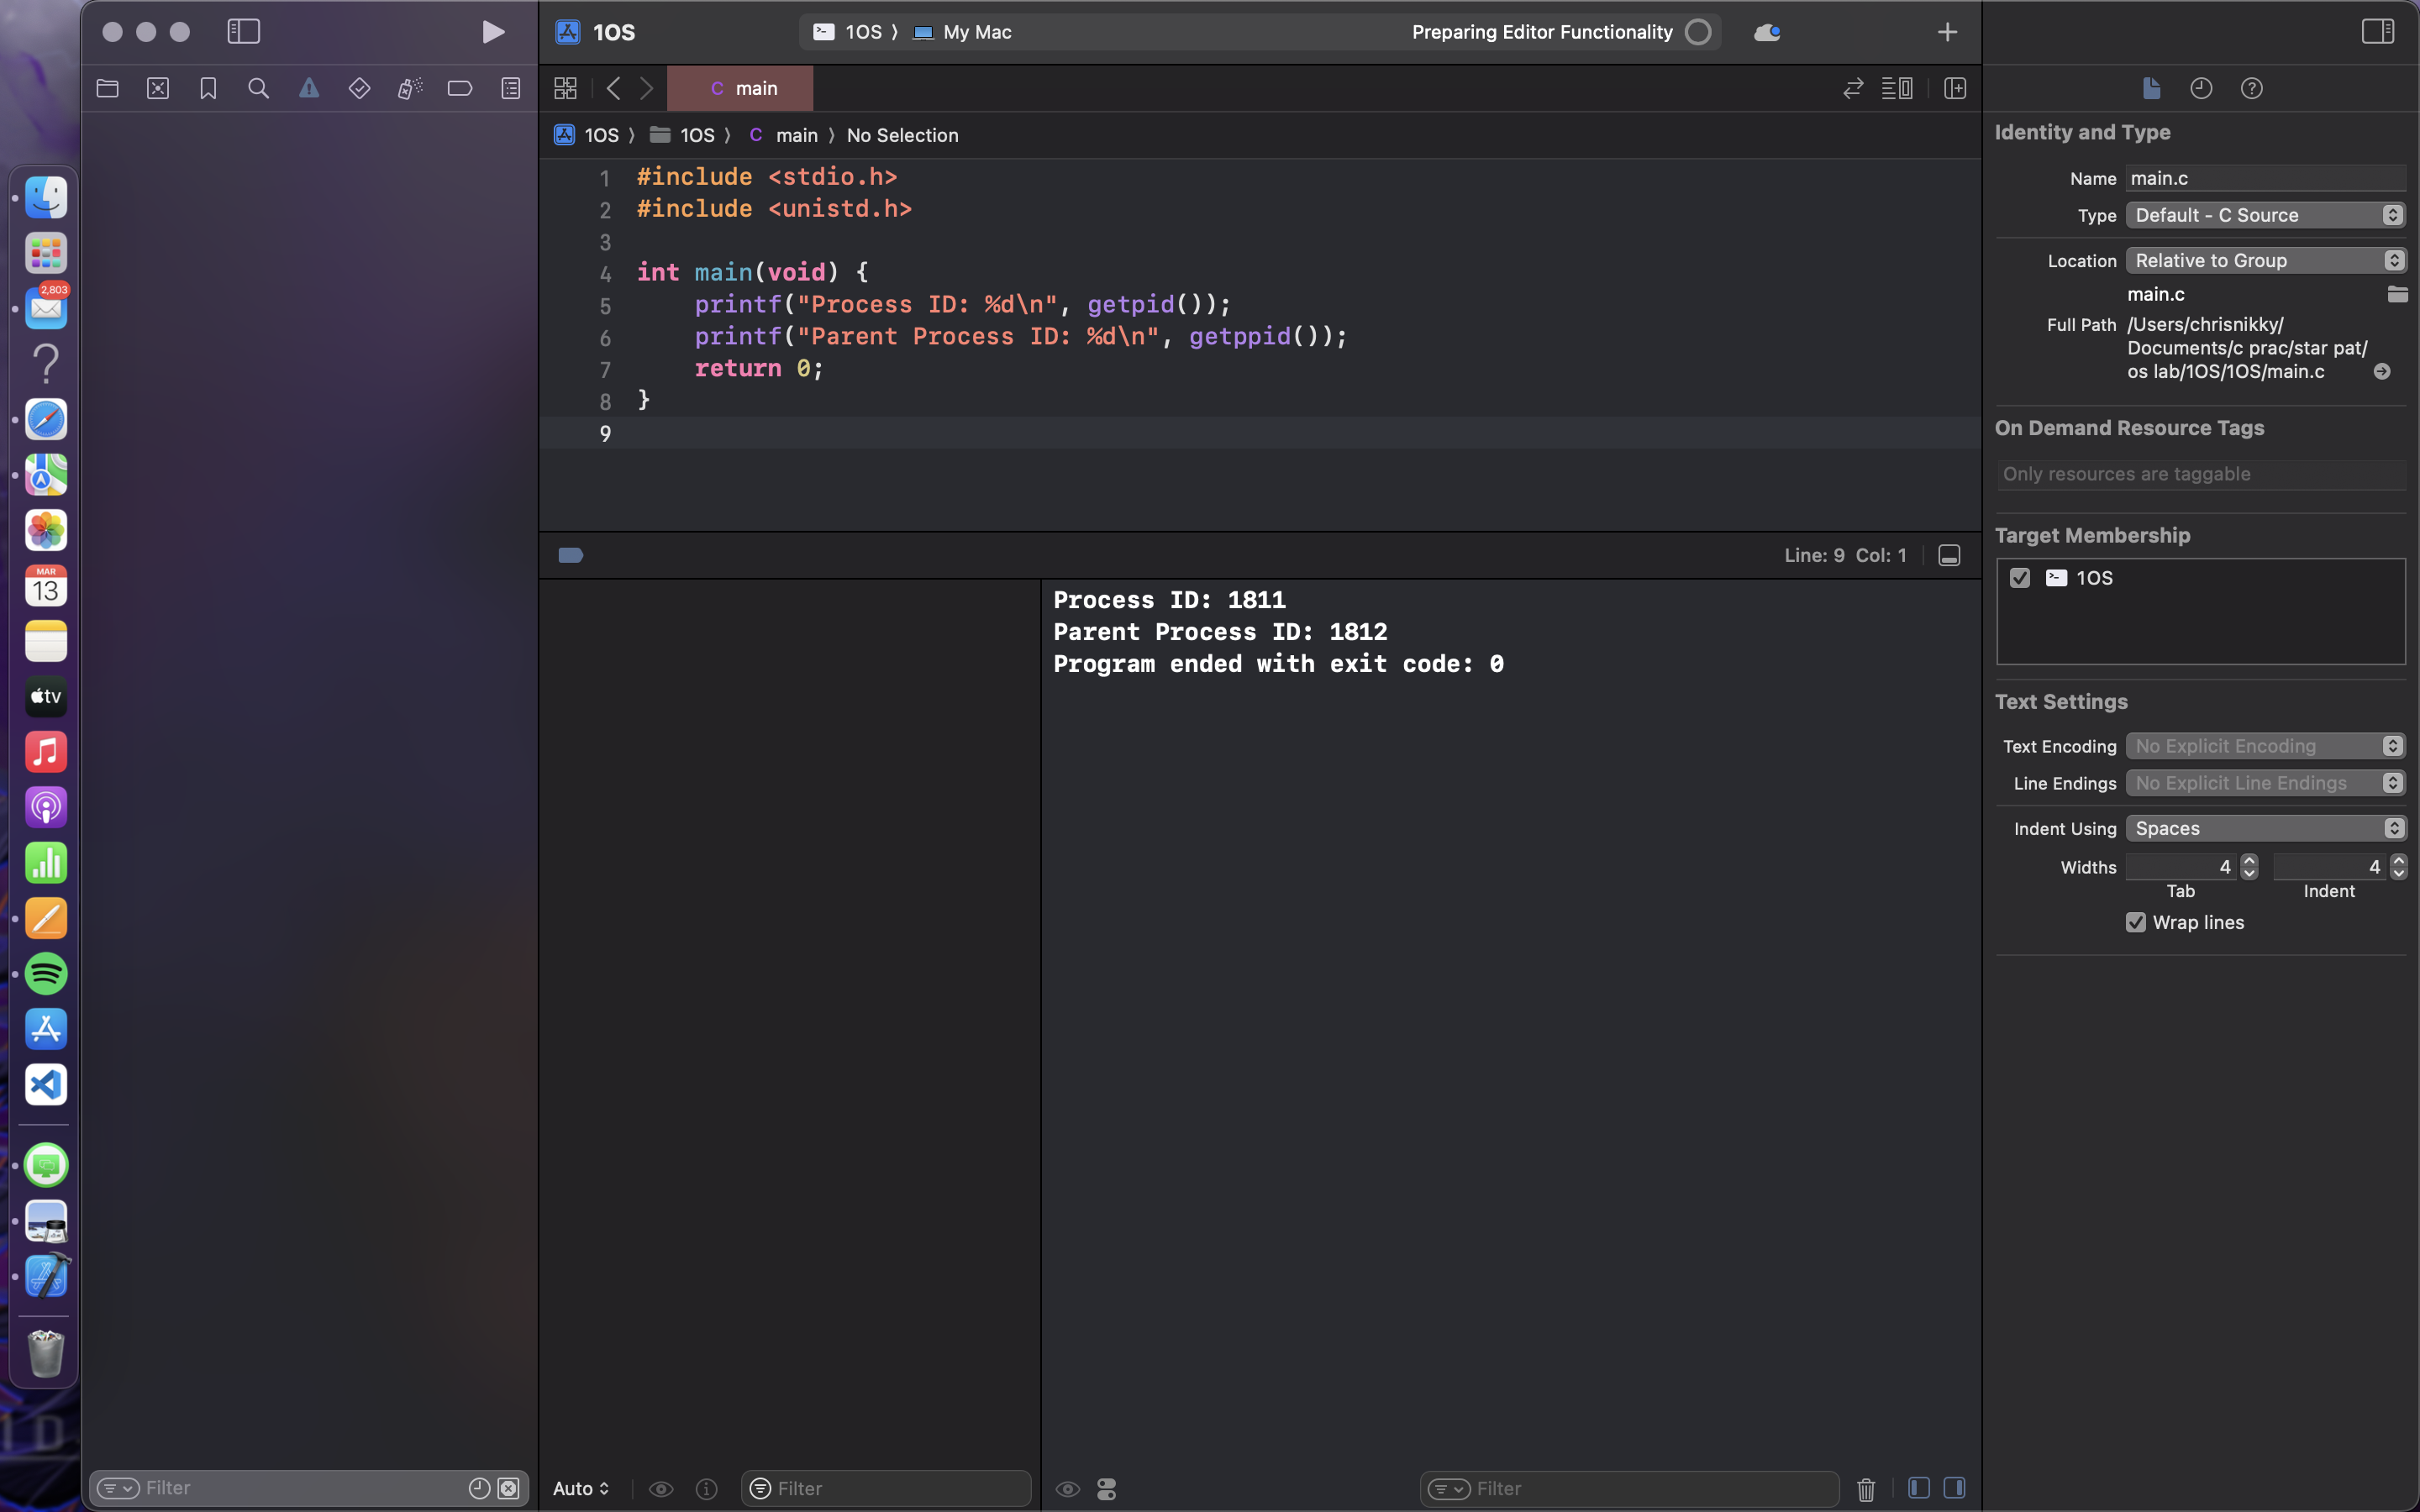 1OS
1OS ⟩ My Mac
Preparing Editor Functionality
C main
1OS ⟩ 1OS ⟩ C main ⟩ No Selection
1 #include <stdio.h>
2 #include <unistd.h>
3
4 int main(void) {
5     printf("Process ID: %d\n", getpid());
6     printf("Parent Process ID: %d\n", getppid());
7     return 0;
8 }
9
Line: 9 Col: 1
Process ID: 1811
Parent Process ID: 1812
Program ended with exit code: 0
Filter
Auto
Filter
Filter
Identity and Type
Name main.c
Type Default - C Source
Location Relative to Group
main.c
Full Path /Users/chrisnikky/
Documents/c prac/star pat/
os lab/1OS/1OS/main.c
On Demand Resource Tags
Only resources are taggable
Target Membership
1OS
Text Settings
Text Encoding No Explicit Encoding
Line Endings No Explicit Line Endings
Indent Using Spaces
Widths 4 4
Tab Indent
Wrap lines
2,803
MAR
13
tv